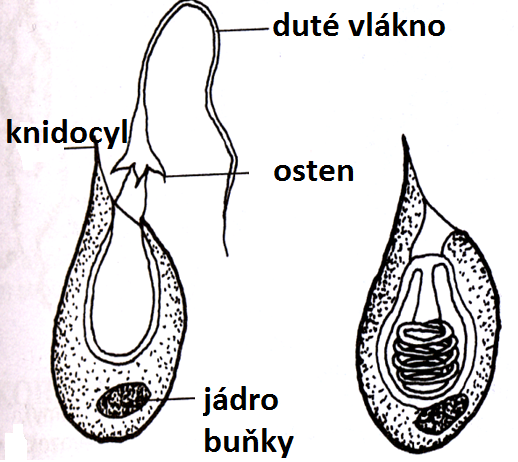 duté vlákno
knidocyl
osten
jádro
buňky